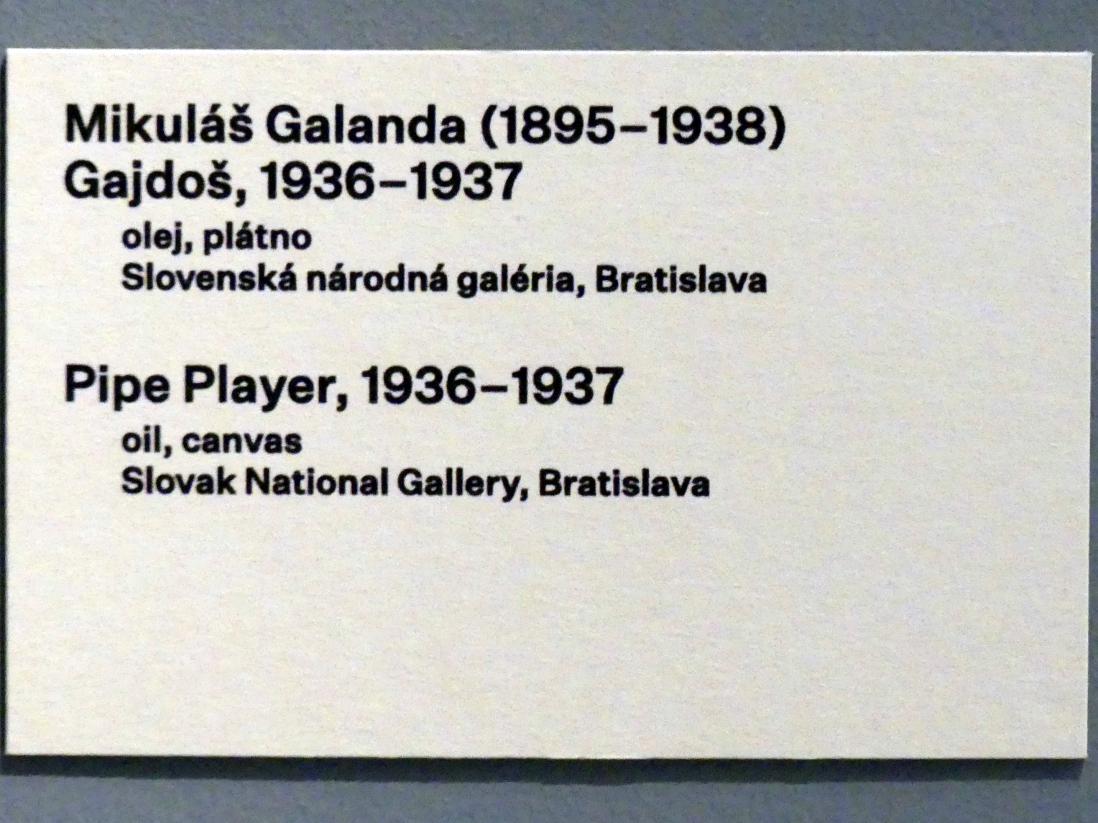 Mikuláš Galanda (1895–1938)
Gajdoš, 1936–1937
olej, plátno
Slovenská národná galéria, Bratislava
Pipe Player, 1936–1937
oil, canvas
Slovak National Gallery, Bratislava